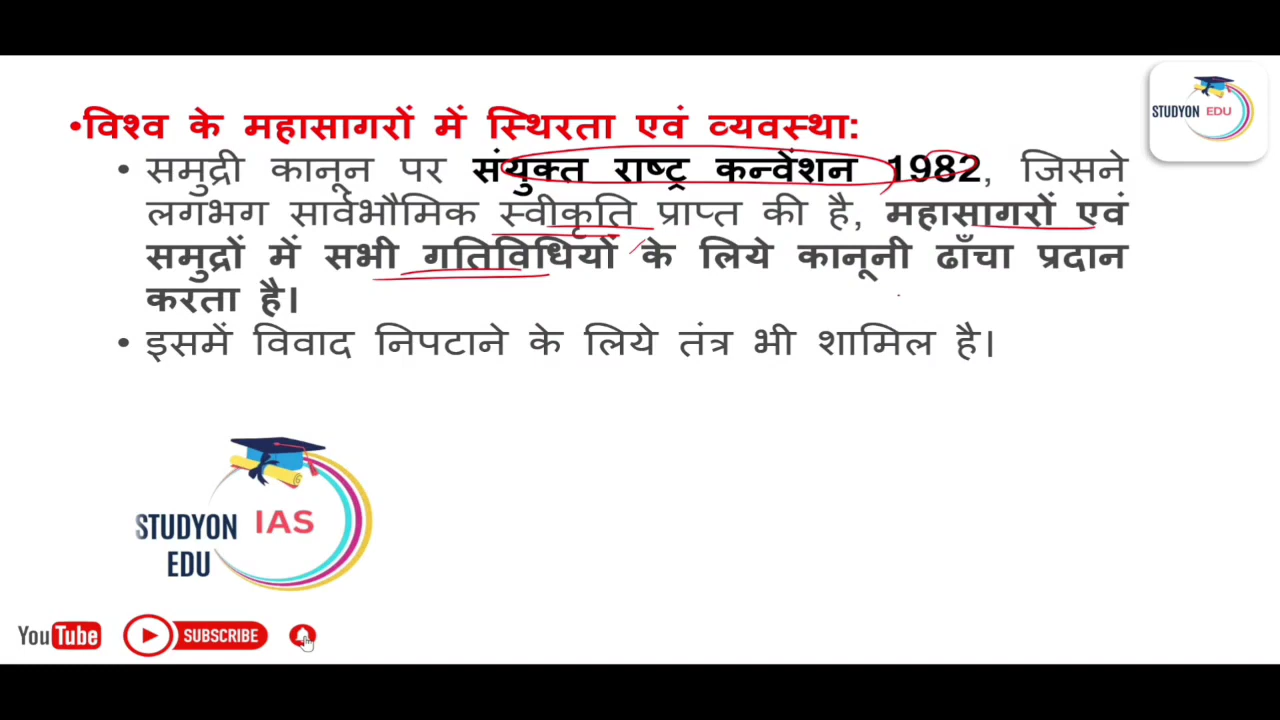 •विश्व के महासागरों में स्थिरता एवं व्यवस्था:
STUDYON EDU
• समुद्री कानून पर संयुक्त राष्ट्र कन्वेंशन 1982, जिसने
लगभग सार्वभौमिक स्वीकृति प्राप्त की है, महासागरों एवं
समुद्रों में सभी गतिविधियों के लिये कानूनी ढाँचा प्रदान
करता है।
• इसमें विवाद निपटाने के लिये तंत्र भी शामिल है।
STUDYON IAS
EDU
YouTube SUBSCRIBE